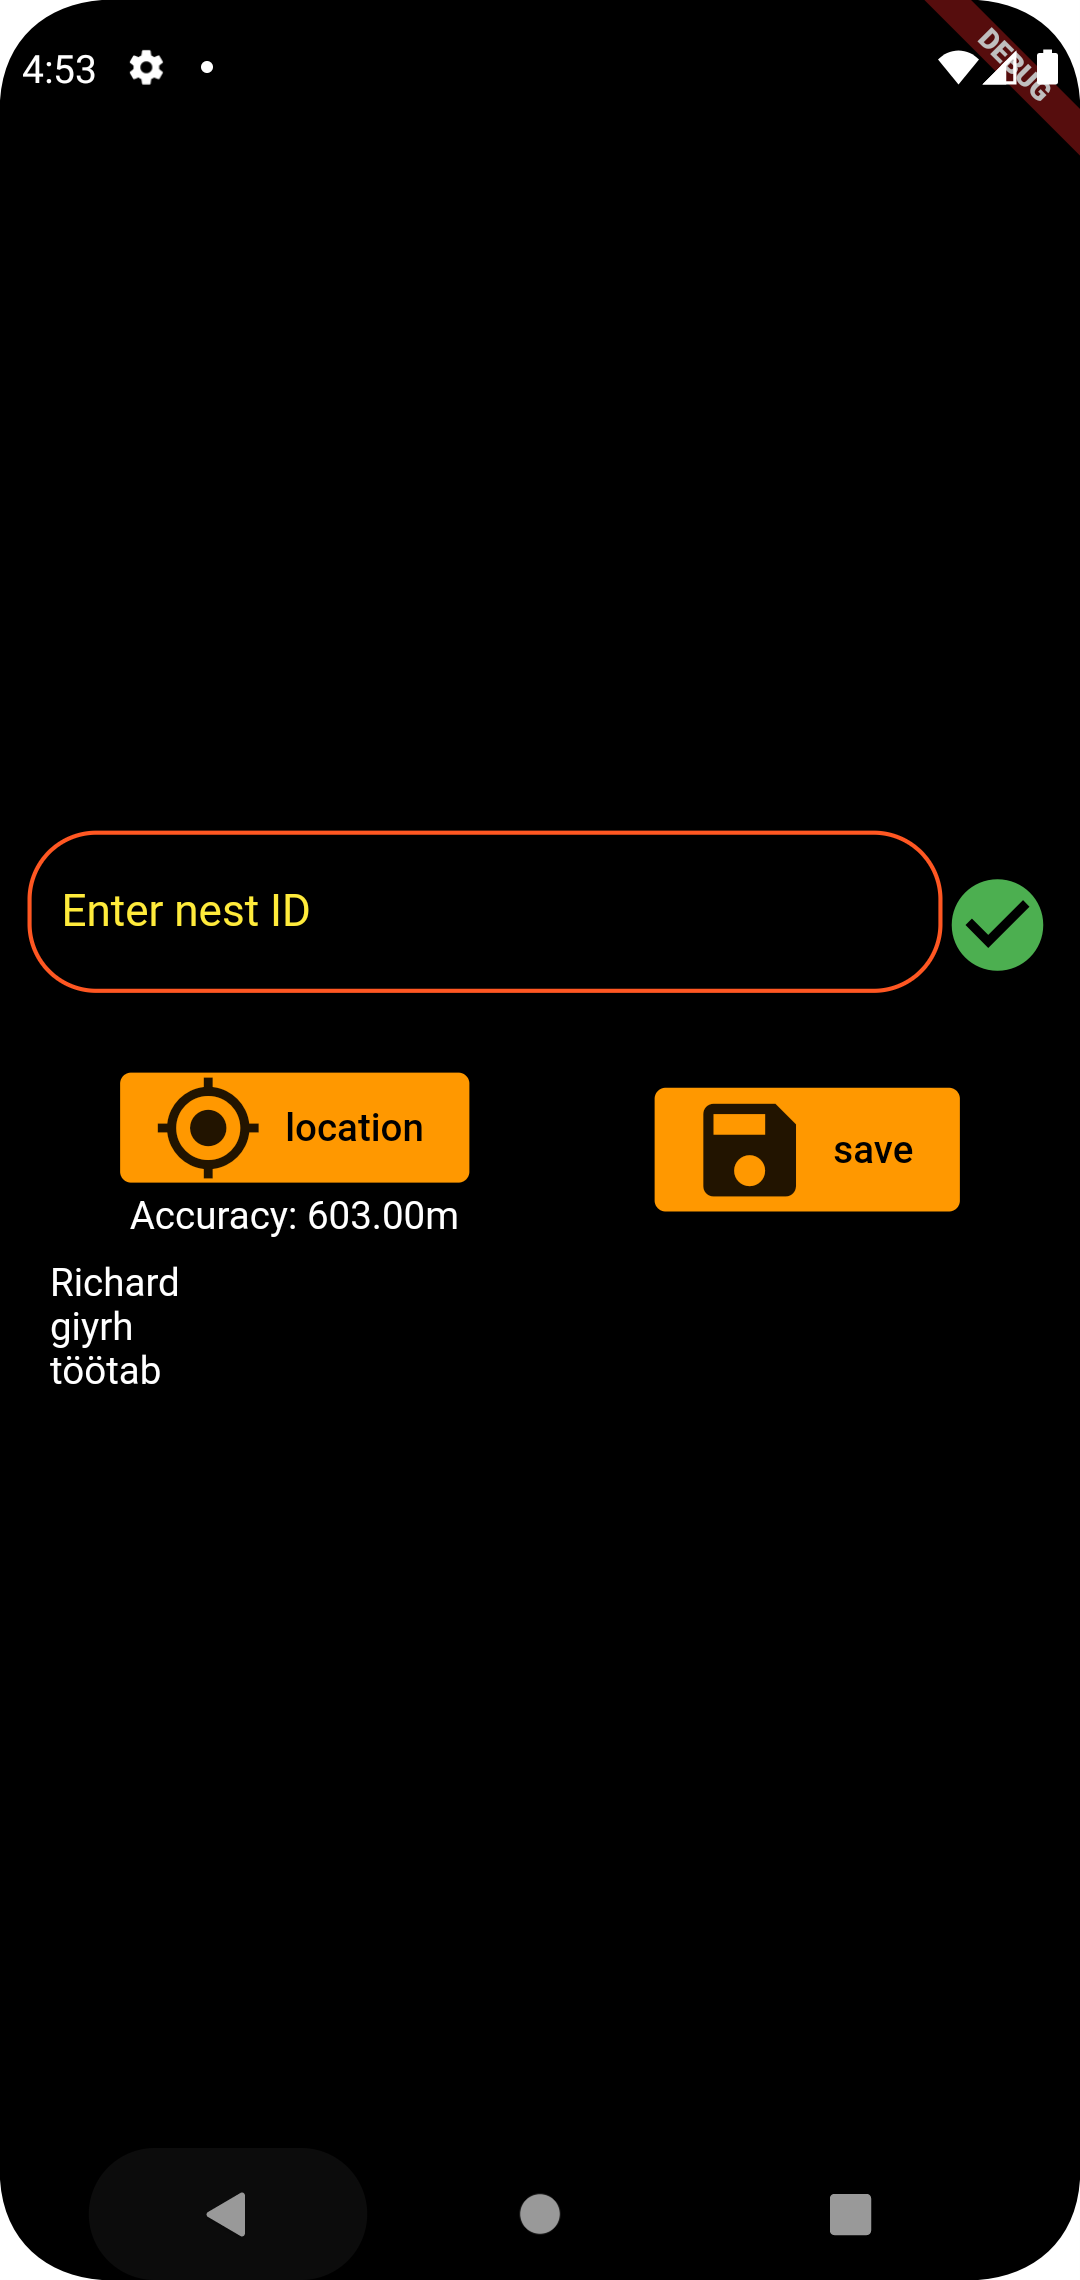 4:53
DEBUG
Enter nest ID
location
save
Accuracy: 603.00m
Richard
giyrh
töötab